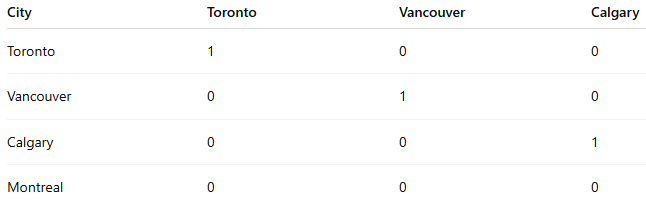 City Toronto Vancouver Calgary
Toronto 1 0 0
Vancouver 0 1 0
Calgary 0 0 1
Montreal 0 0 0